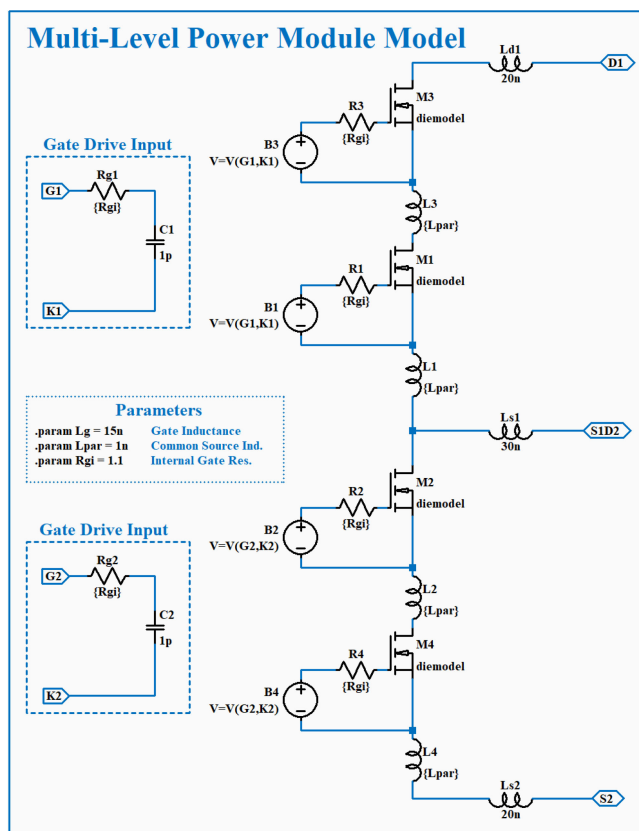 Multi-Level Power Module Model
Ld1
20n
D1
M3
diemodel
R3
{Rgi}
B3
V=V(G1,K1)
Gate Drive Input
Rg1
{Rgi}
G1
C1
1p
K1
L3
{Lpar}
M1
diemodel
R1
{Rgi}
B1
V=V(G1,K1)
L1
{Lpar}
Parameters
.param Lg = 15n Gate Inductance
.param Lpar = 1n Common Source Ind.
.param Rgi = 1.1 Internal Gate Res.
Ls1
30n
S1D2
M2
diemodel
R2
{Rgi}
B2
V=V(G2,K2)
Gate Drive Input
Rg2
{Rgi}
G2
C2
1p
K2
L2
{Lpar}
M4
diemodel
R4
{Rgi}
B4
V=V(G2,K2)
L4
{Lpar}
Ls2
20n
S2